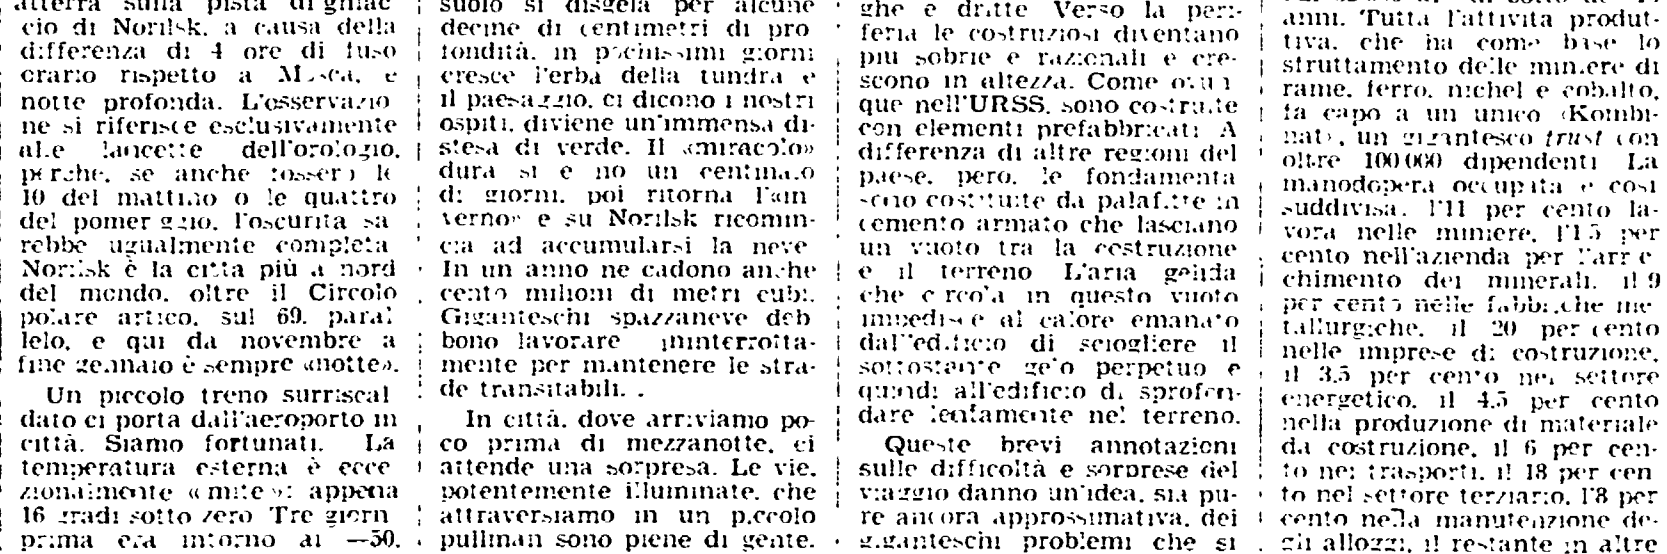 atterra sulla pista di ghiac
cio di Norilsk, a causa della
differenza di 4 ore di fuso
orario rispetto a Mosca, e
notte profonda. L'osservazio
ne si riferisce esclusivamente
alle lancette dell'orologio,
perche, se anche fossero le
10 del mattino o le quattro
del pomeriggio, l'oscurita sa
rebbe ugualmente completa
Norilsk è la citta più a nord
del mondo, oltre il Circolo
polare artico, sul 69. paral
lelo, e qui da novembre a
fine gennaio è sempre «notte».
Un piccolo treno surriscal
dato ci porta dall'aeroporto in
città. Siamo fortunati. La
temperatura esterna è ecce
zionalmente «mite»: appena
16 gradi sotto zero Tre giorni
prima era intorno ai —50.
suolo si disgela per alcune
decine di centimetri di pro
fondità, in pochissimi giorni
cresce l'erba della tundra e
il paesaggio, ci dicono i nostri
ospiti, diviene un'immensa di-
stesa di verde. Il «miracolo»
dura si e no un centinaio
di giorni, poi ritorna l'«in
verno» e su Norilsk ricomin-
cia ad accumularsi la neve
In un anno ne cadono anche
cento milioni di metri cubi.
Giganteschi spazzaneve deb
bono lavorare ininterrotta-
mente per mantenere le stra-
de transitabili. .
In città, dove arriviamo po-
co prima di mezzanotte, ci
attende una sorpresa. Le vie,
potentemente illuminate, che
attraversiamo in un piccolo
pullman sono piene di gente.
ghe e dritte Verso la peri-
feria le costruzioni diventano
piu sobrie e razionali e cre-
scono in altezza. Come ovun
que nell'URSS, sono costruite
con elementi prefabbricati A
differenza di altre regioni del
paese, pero, le fondamenta
sono costituite da palafitte in
cemento armato che lasciano
un vuoto tra la costruzione
e il terreno L'aria gelida
che circola in questo vuoto
impedisce al calore emanato
dall'edificio di sciogliere il
sottostante gelo perpetuo e
quindi all'edificio di sprofon-
dare lentamente nel terreno.
Queste brevi annotazioni
sulle difficoltà e sorprese del
viaggio danno un'idea, sia pu-
re ancora approssimativa, dei
giganteschi problemi che si
anni. Tutta l'attivita produt-
tiva, che ha come base lo
sfruttamento delle miniere di
rame, ferro, nichel e cobalto,
fa capo a un unico «Kombi-
nat», un gigantesco trust con
oltre 100 000 dipendenti La
manodopera occupata e cosi
suddivisa. l'11 per cento la-
vora nelle miniere, l'15 per
cento nell'azienda per l'arric
chimento dei minerali, il 9
per cento nelle fabbriche me
tallurgiche, il 20 per cento
nelle imprese di costruzione,
il 3,5 per cento nel settore
energetico, il 4,5 per cento
nella produzione di materiale
da costruzione, il 6 per cen-
to nei trasporti, il 18 per cen
to nel settore terziario, l'8 per
cento nella manutenzione de-
gli alloggi, il restante in altre